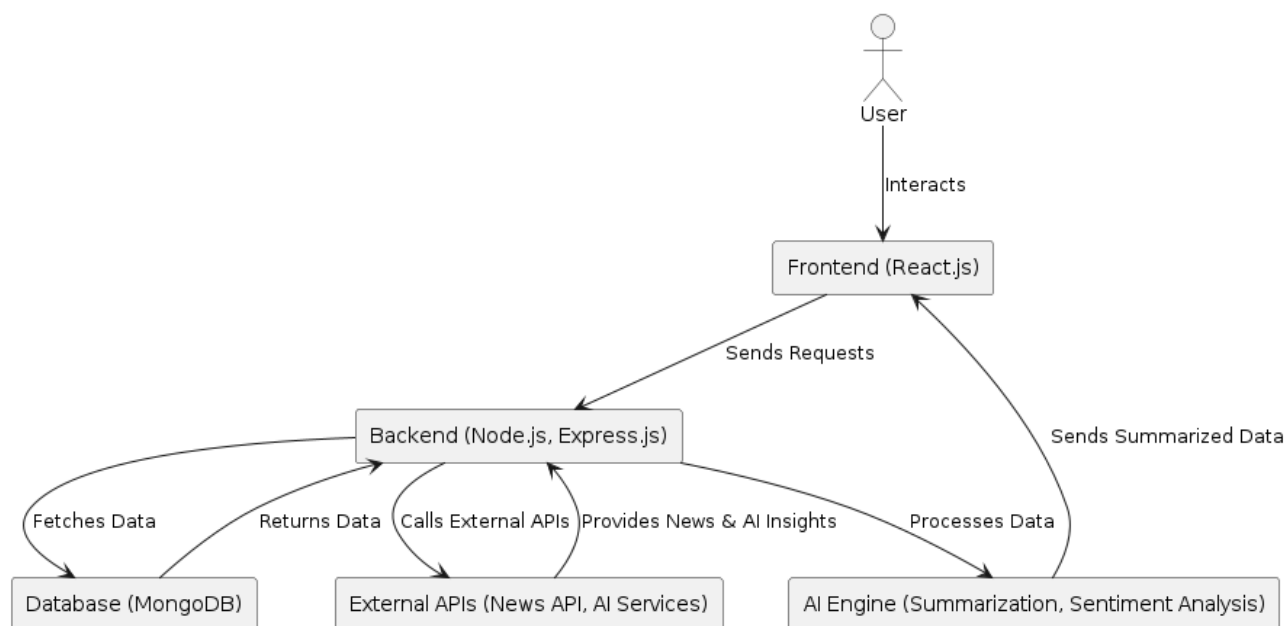 User
Interacts
Frontend (React.js)
Sends Requests
Sends Summarized Data
Backend (Node.js, Express.js)
Fetches Data
Returns Data
Calls External APIs
Provides News & AI Insights
Processes Data
Database (MongoDB)
External APIs (News API, AI Services)
AI Engine (Summarization, Sentiment Analysis)